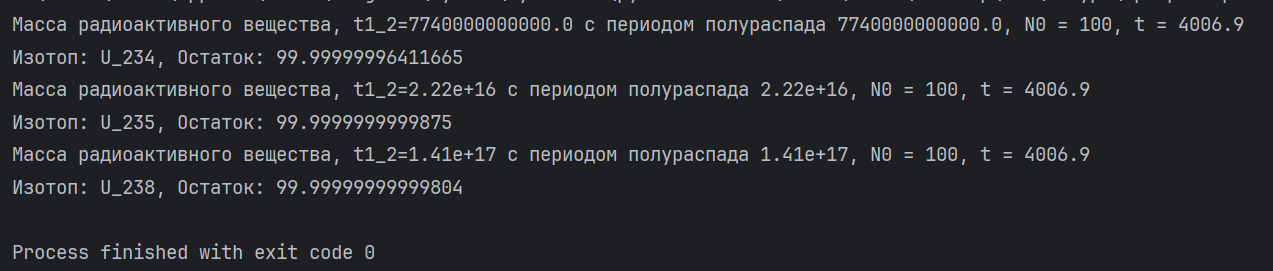 Масса радиоактивного вещества, t1_2=7740000000000.0 с периодом полураспада 7740000000000.0, N0 = 100, t = 4006.9
Изотоп: U_234, Остаток: 99.99999996411665
Масса радиоактивного вещества, t1_2=2.22e+16 с периодом полураспада 2.22e+16, N0 = 100, t = 4006.9
Изотоп: U_235, Остаток: 99.9999999999875
Масса радиоактивного вещества, t1_2=1.41e+17 с периодом полураспада 1.41e+17, N0 = 100, t = 4006.9
Изотоп: U_238, Остаток: 99.99999999999804
Process finished with exit code 0